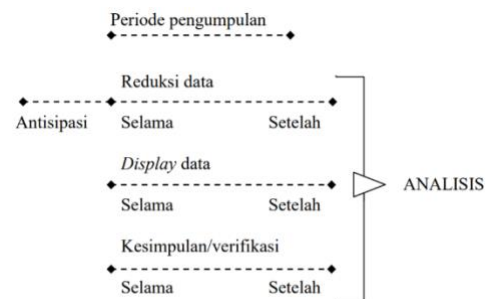 Periode pengumpulan
Reduksi data
Antisipasi Selama Setelah
Display data
Selama Setelah
ANALISIS
Kesimpulan/verifikasi
Selama Setelah